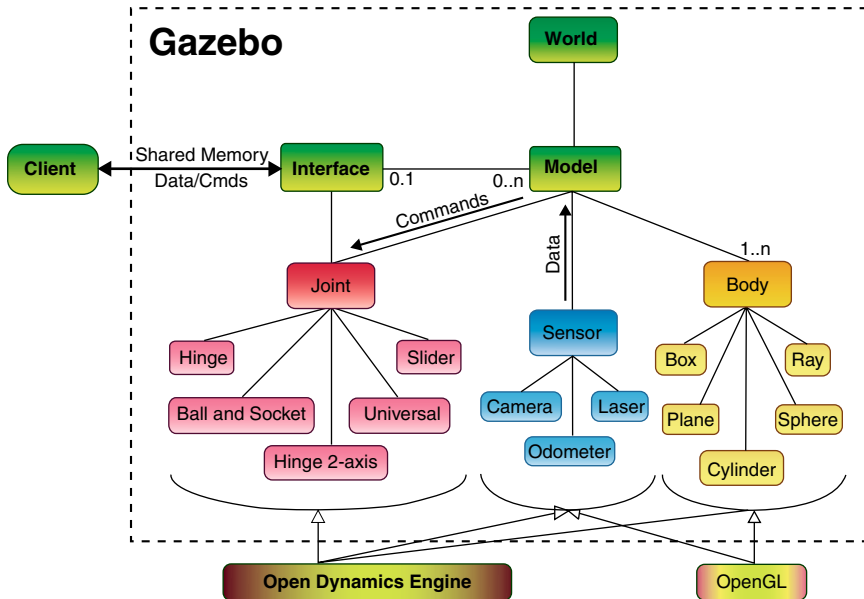 Gazebo
World
Client
Shared Memory
Data/Cmds
Interface
0.1
0..n
Model
Commands
Data
1..n
Joint
Sensor
Body
Hinge
Slider
Ball and Socket
Universal
Hinge 2-axis
Camera
Laser
Odometer
Box
Ray
Plane
Sphere
Cylinder
Open Dynamics Engine
OpenGL